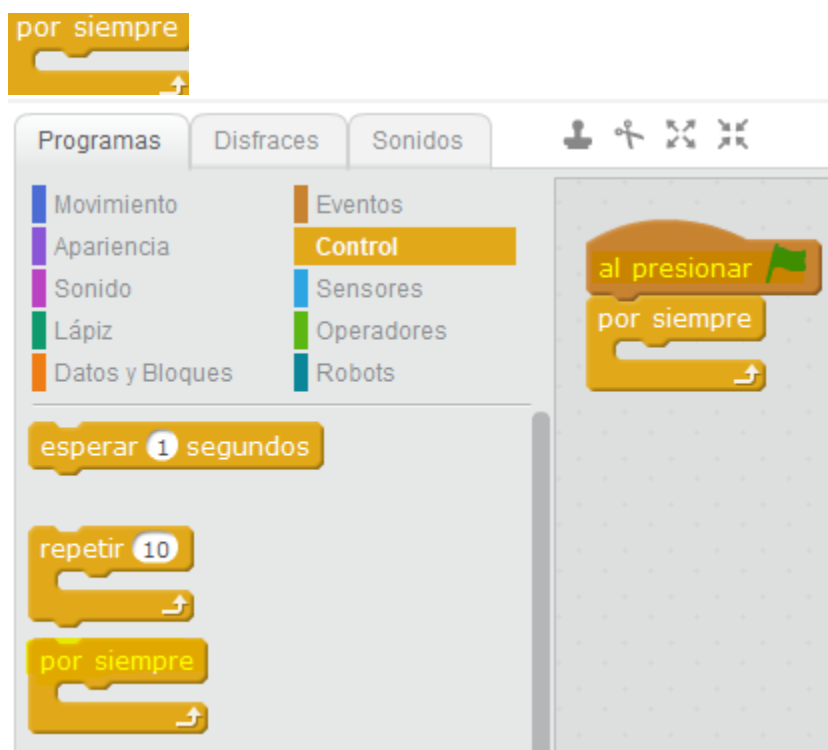 por siempre
Programas Disfraces Sonidos
Movimiento Eventos
Apariencia Control
Sonido Sensores
Lápiz Operadores
Datos y Bloques Robots
esperar 1 segundos
repetir 10
por siempre
al presionar
por siempre